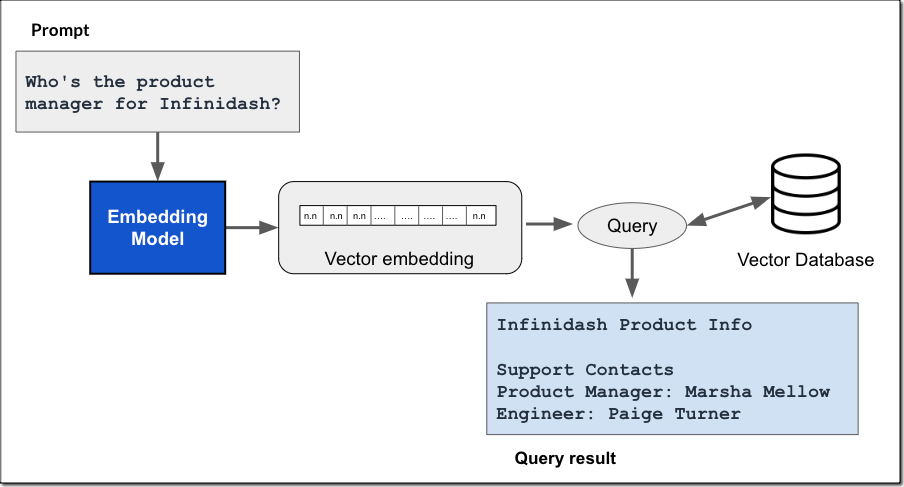 Prompt
Who's the product
manager for Infinidash?
Embedding
Model
n.n n.n n.n .... .... .... .... n.n
Vector embedding
Query
Vector Database
Infinidash Product Info
Support Contacts
Product Manager: Marsha Mellow
Engineer: Paige Turner
Query result